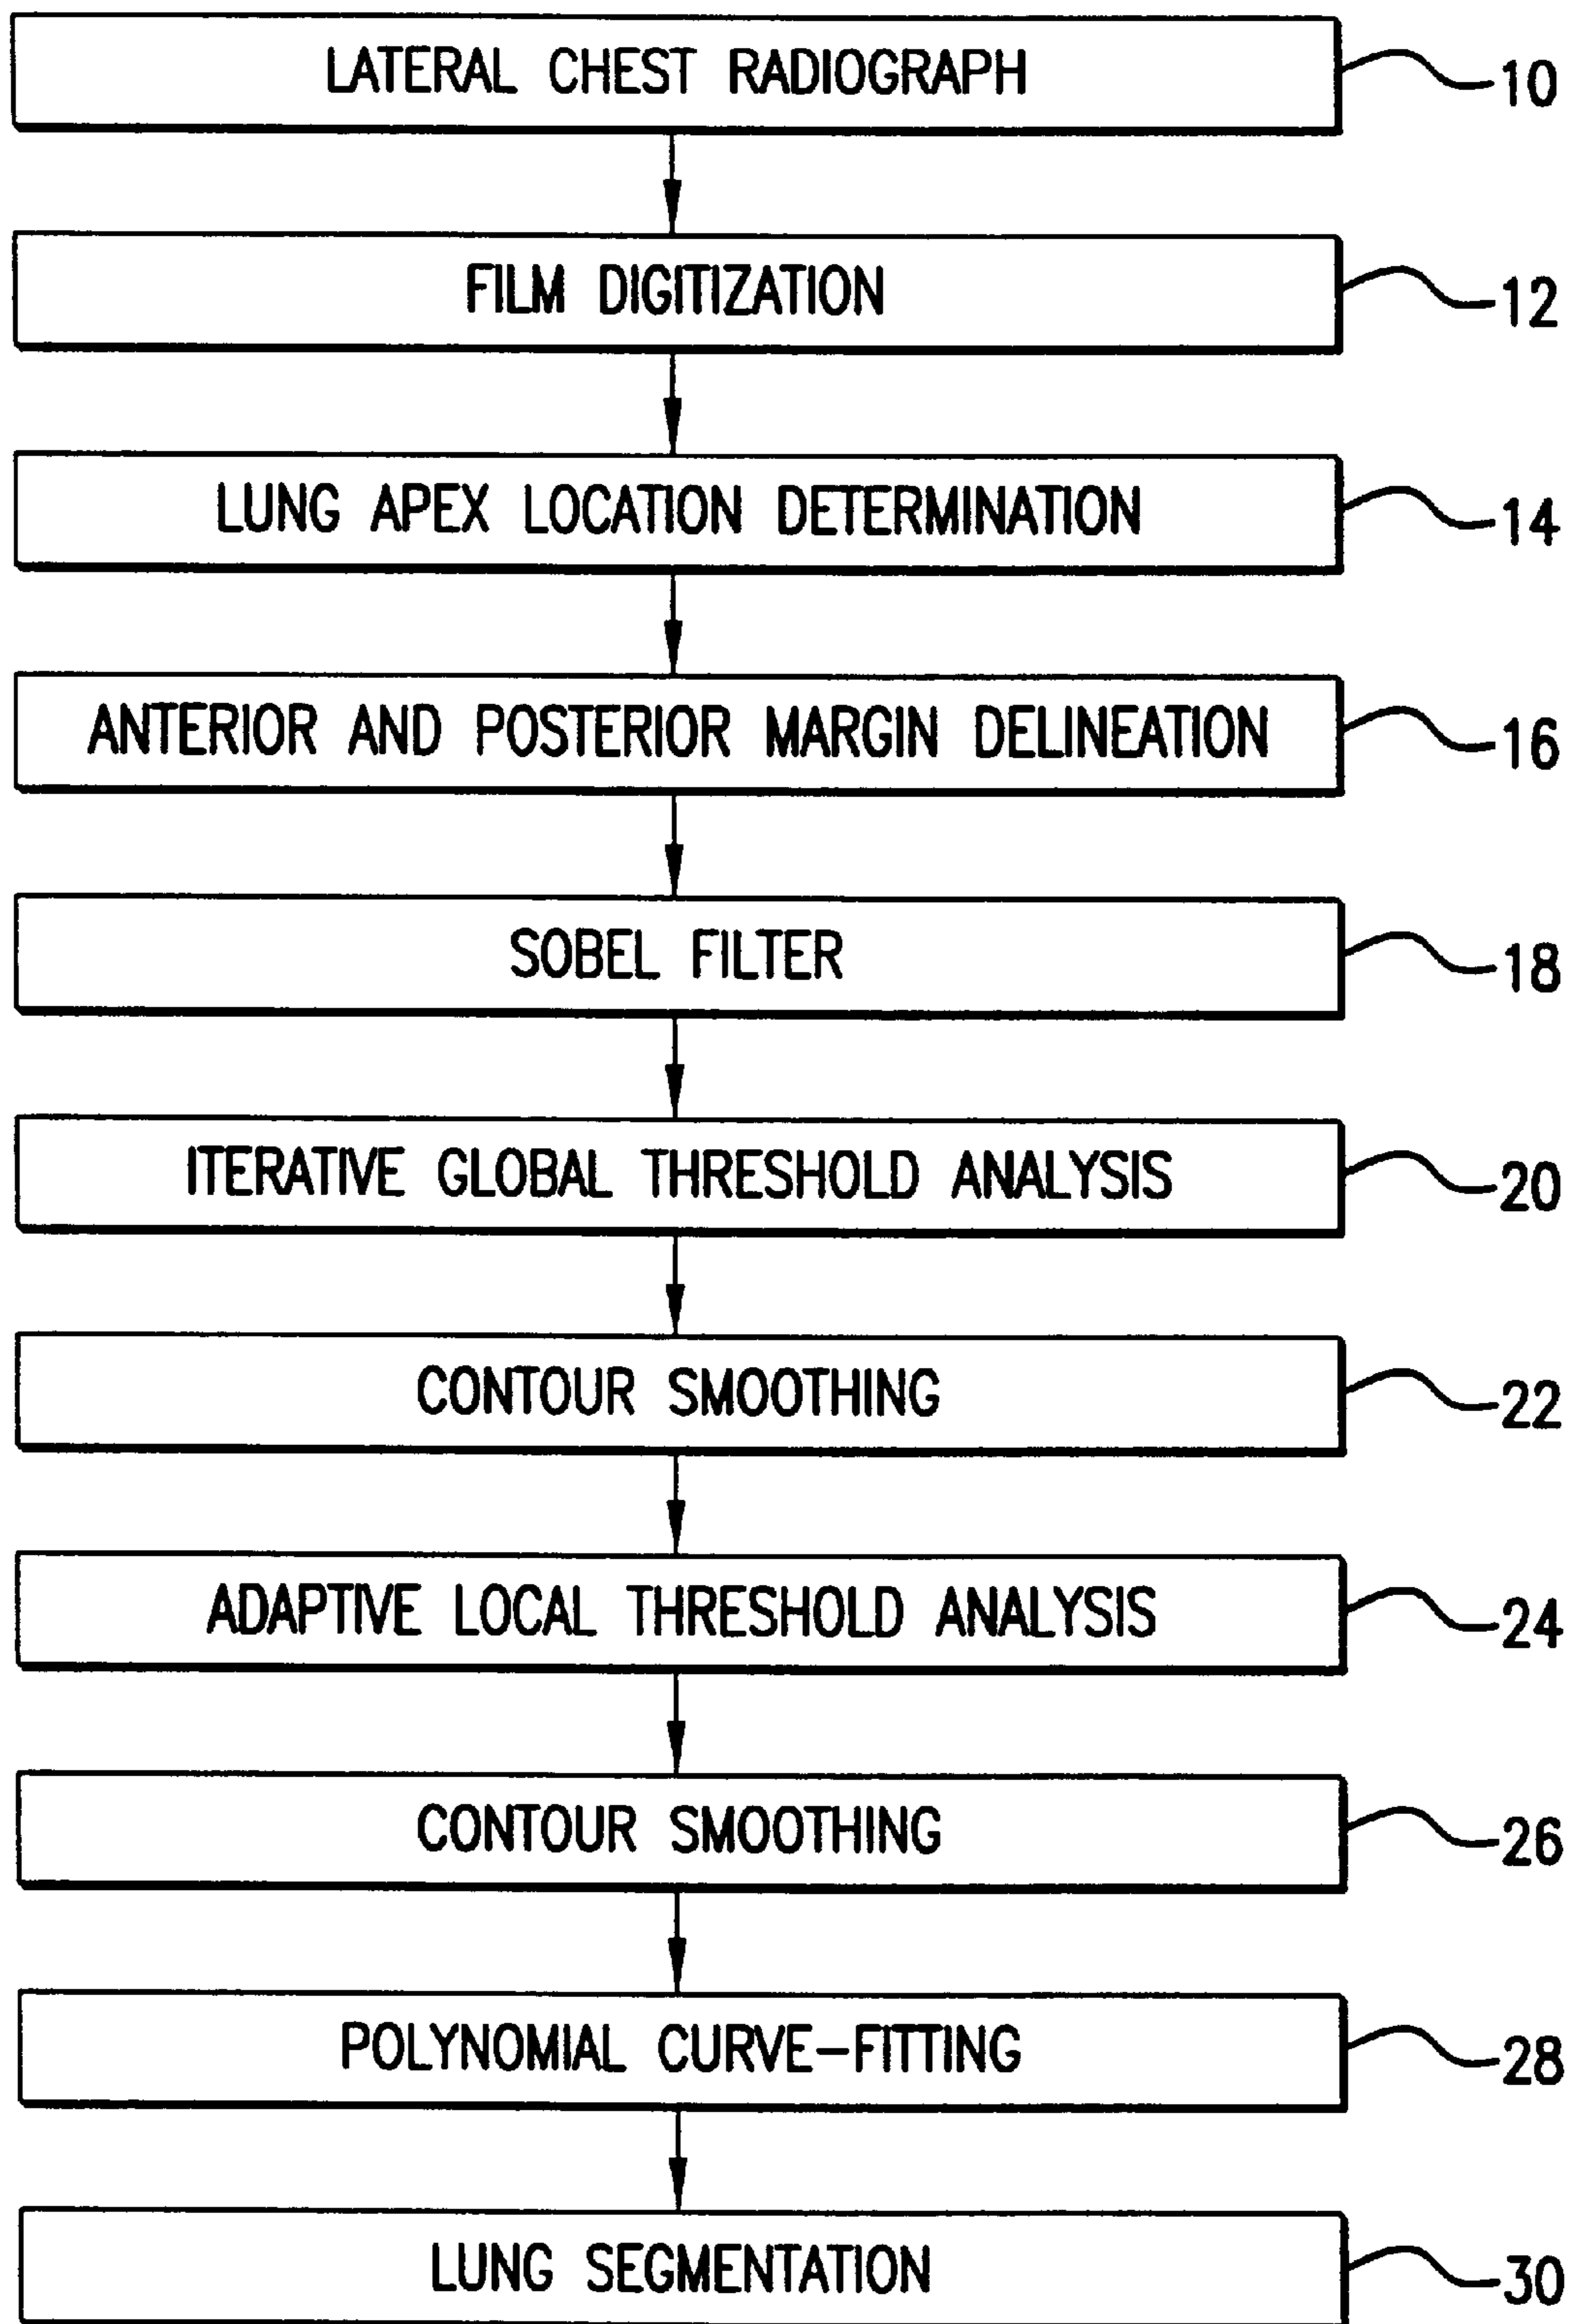 LATERAL CHEST RADIOGRAPH 10
FILM DIGITIZATION 12
LUNG APEX LOCATION DETERMINATION 14
ANTERIOR AND POSTERIOR MARGIN DELINEATION 16
SOBEL FILTER 18
ITERATIVE GLOBAL THRESHOLD ANALYSIS 20
CONTOUR SMOOTHING 22
ADAPTIVE LOCAL THRESHOLD ANALYSIS 24
CONTOUR SMOOTHING 26
POLYNOMIAL CURVE-FITTING 28
LUNG SEGMENTATION 30